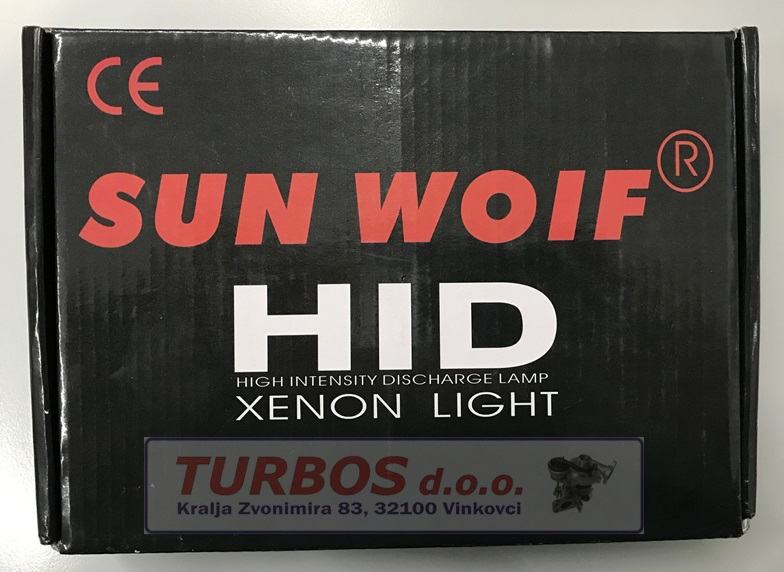 CE
SUN WOIF ®
HID
HIGH INTENSITY DISCHARGE LAMP
XENON LIGHT
TURBOS d.o.o.
Kralja Zvonimira 83, 32100 Vinkovci